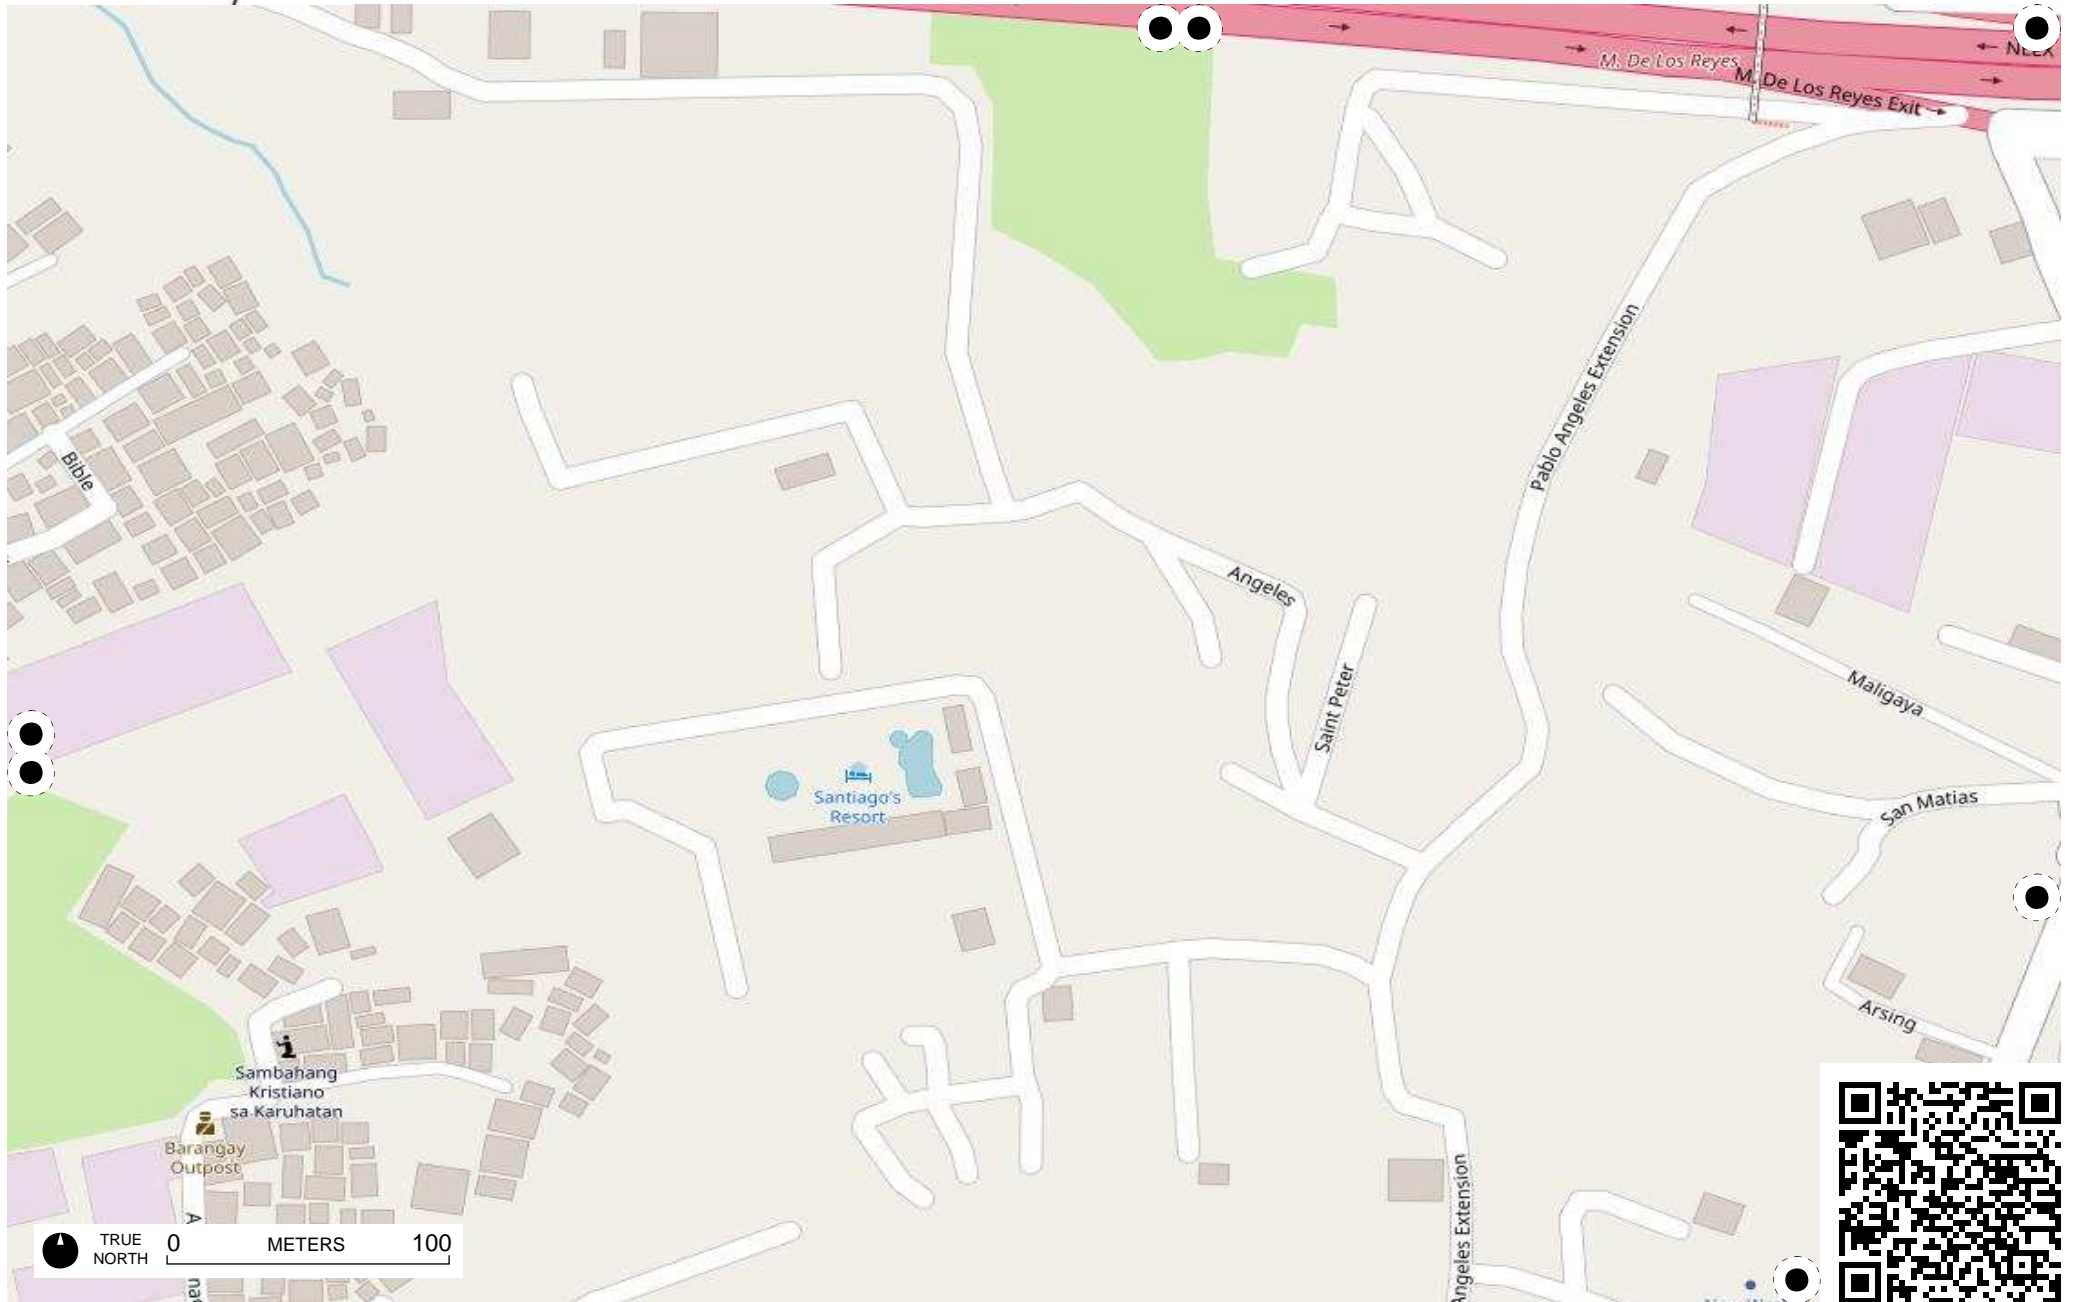 M. De Los Reyes
NLEX
M. De Los Reyes Exit
Pablo Angeles Extension
Bible
Angeles
Saint Peter
Maligaya
Santiago's
Resort
San Matias
Arsing
Sambahang
Kristiano
sa Karuhatan
Barangay
Outpost
Angeles Extension
TRUE
NORTH
0
METERS
100